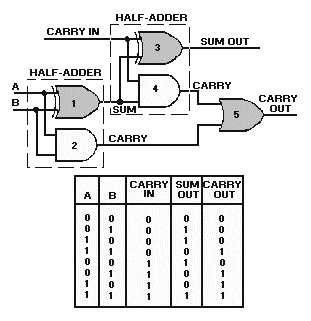 HALF-ADDER
CARRY IN
3
SUM OUT
HALF-ADDER
A
B
1
SUM
4
CARRY
5
CARRY
OUT
2
CARRY
A B CARRY IN SUM OUT CARRY OUT
0 0 0 0 0
0 1 0 1 0
1 0 0 1 0
1 1 0 0 1
0 0 1 1 0
0 1 1 0 1
1 0 1 0 1
1 1 1 1 1